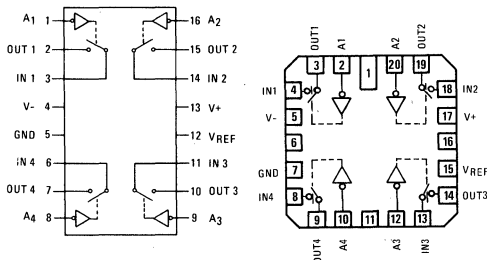 A1 1 16 A2
OUT 1 2 15 OUT 2
IN 1 3 14 IN 2
V- 4 13 V+
GND 5 12 VREF
IN 4 6 11 IN 3
OUT 4 7 10 OUT 3
A4 8 9 A3
OUT1 A1 A2 OUT2
3 2 1 20 19
IN1 4 18 IN2
V- 5 17 V+
6 16
GND 7 15 VREF
IN4 8 14 OUT3
9 10 11 12 13
OUT4 A4 A3 IN3